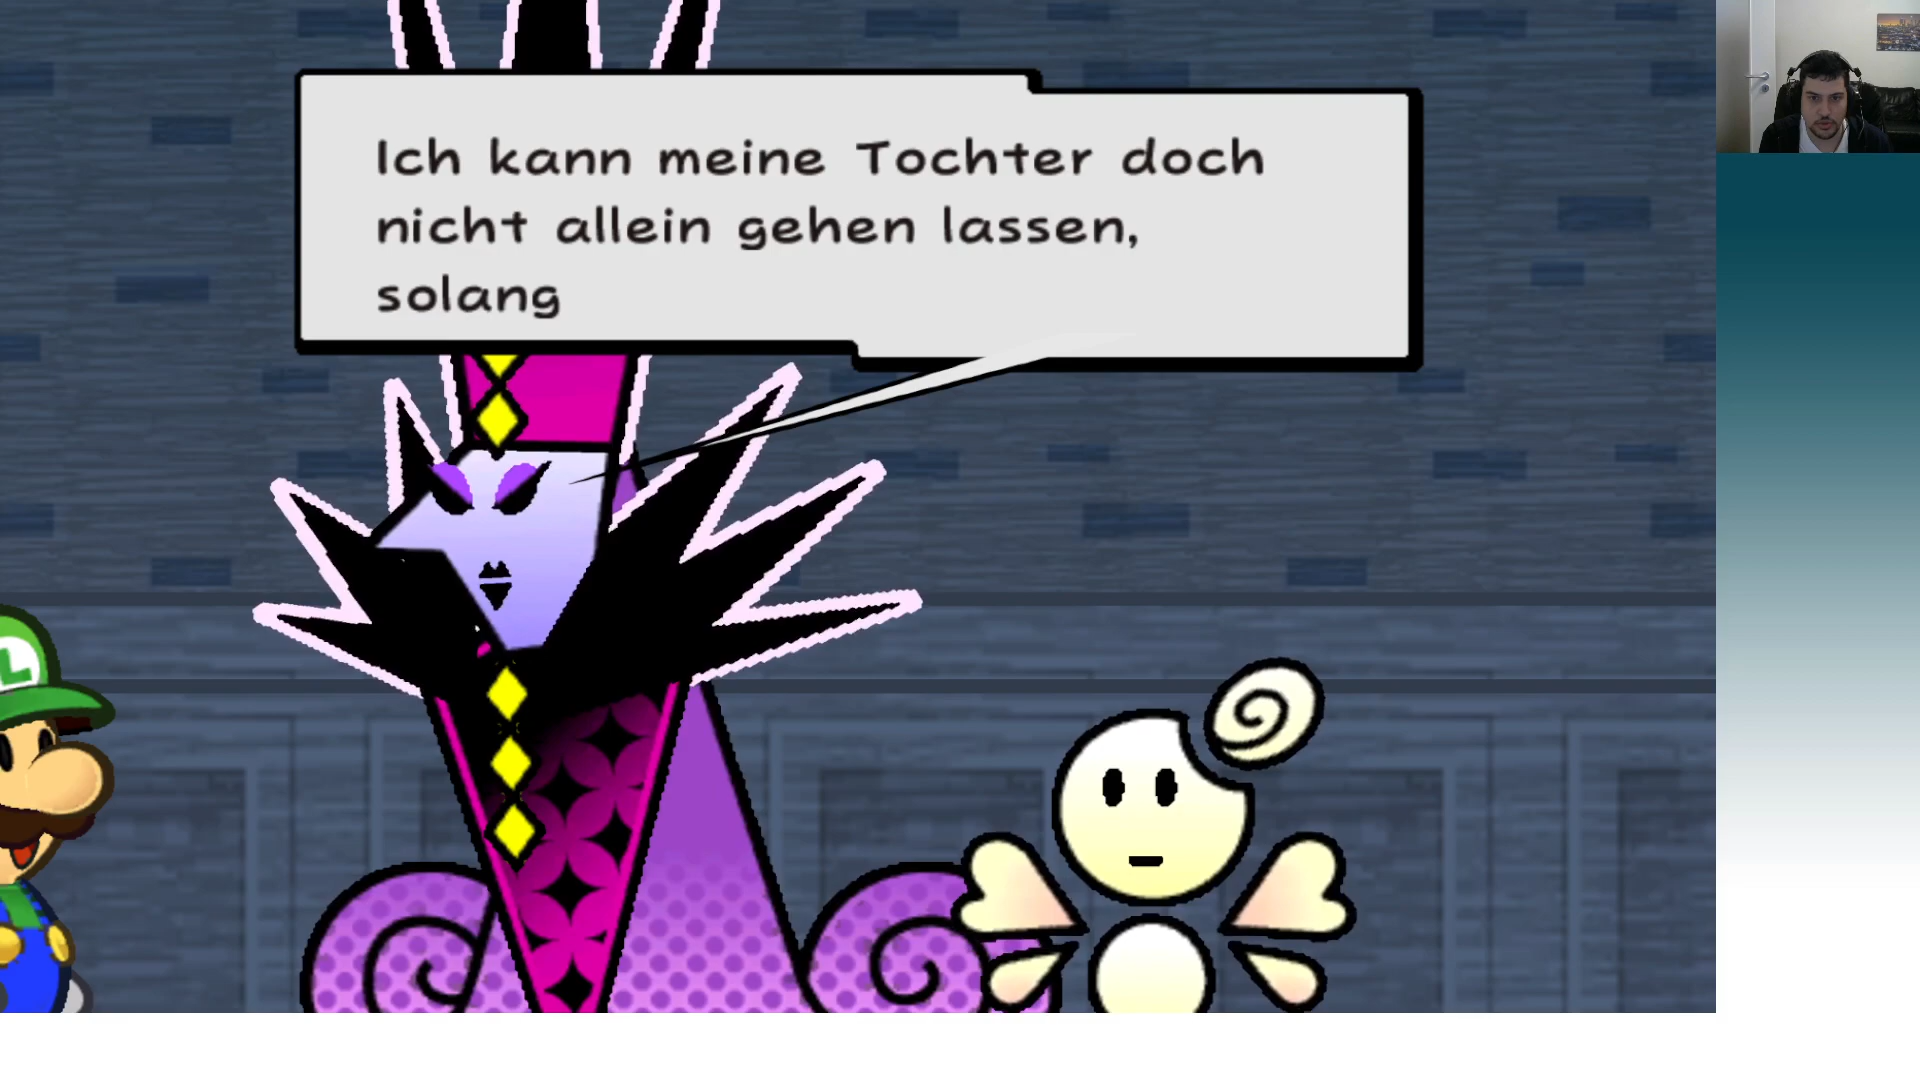 Ich kann meine Tochter doch
nicht allein gehen lassen,
solang
L